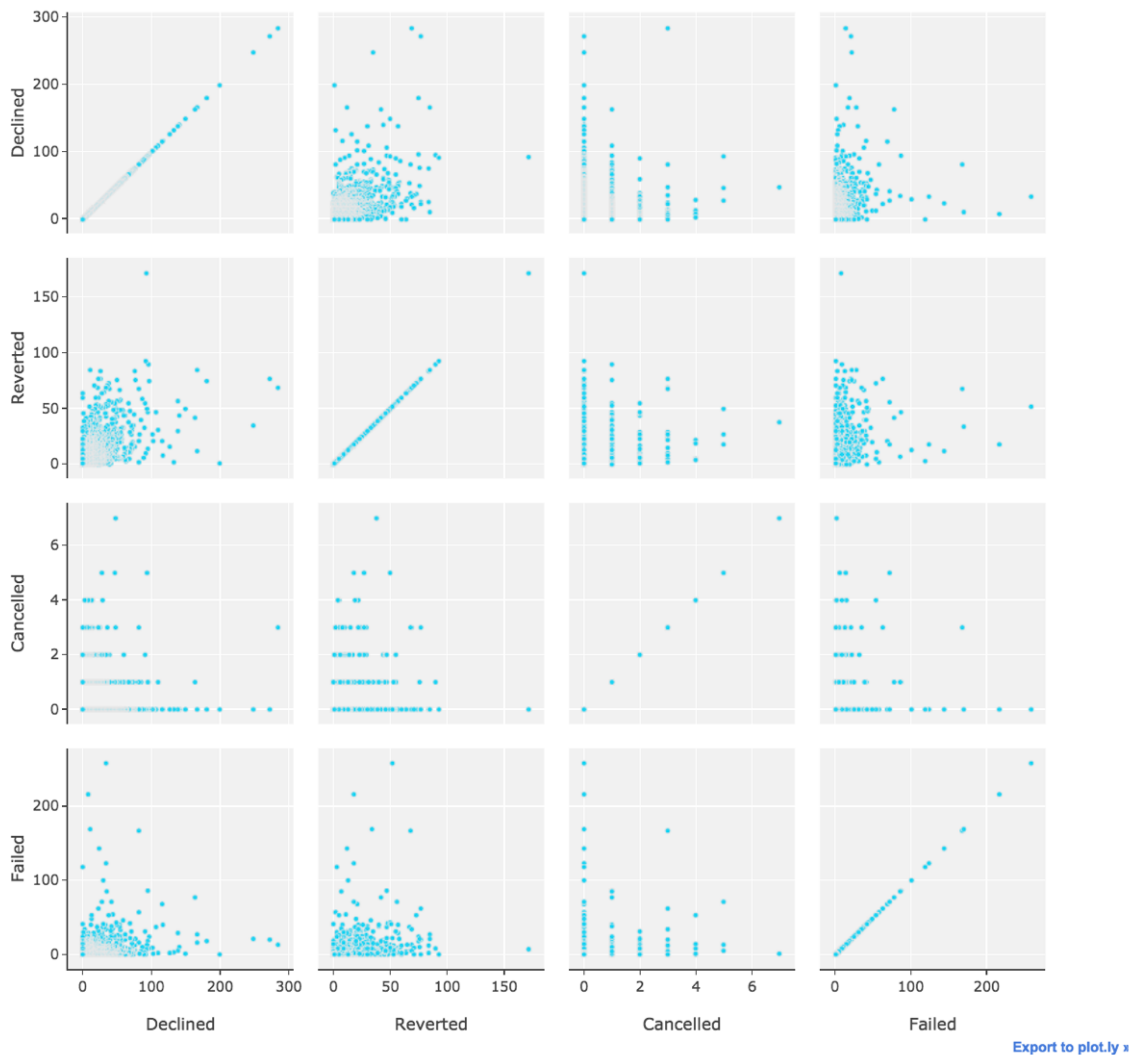 300
200
100
0
Declined
150
100
50
0
Reverted
6
4
2
0
Cancelled
200
100
0
Failed
0 100 200 300 0 50 100 150 0 2 4 6 0 100 200
Declined Reverted Cancelled Failed
Export to plot.ly »